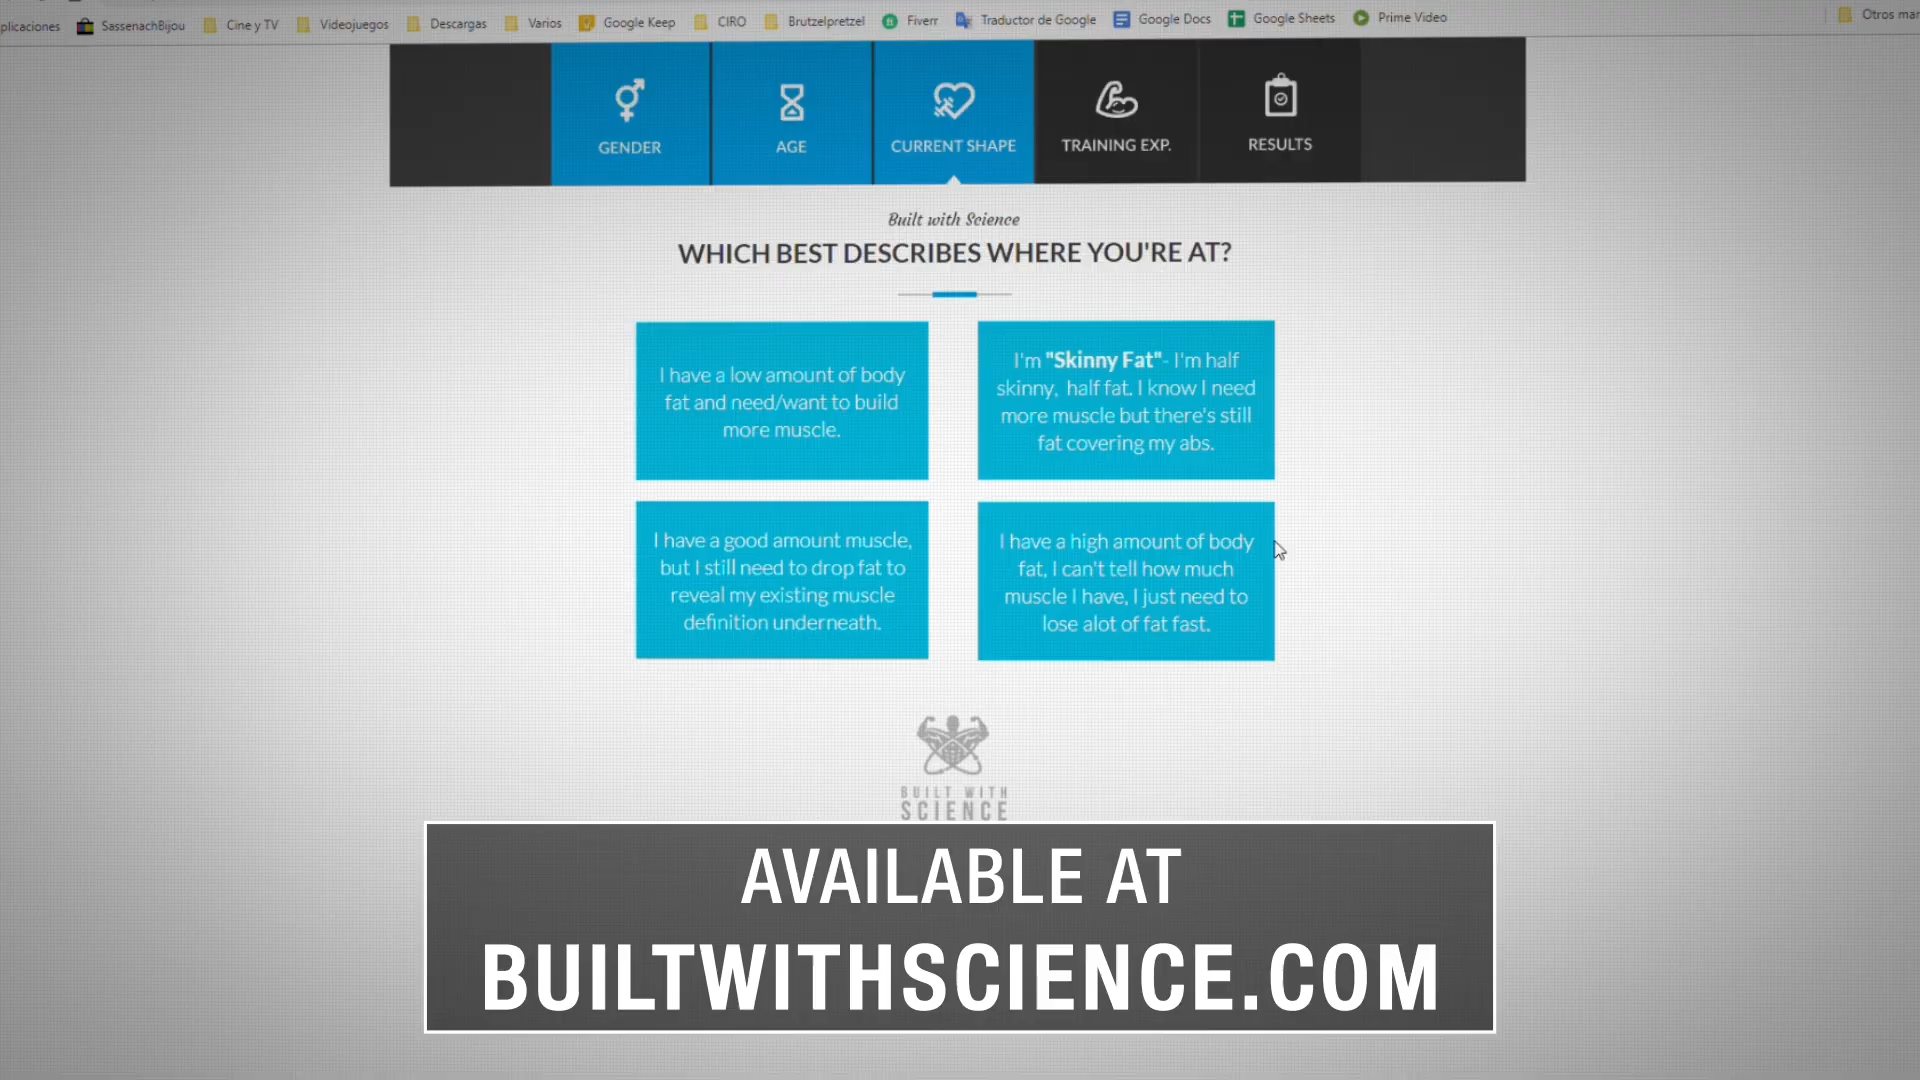 plicaciones SassenachBijou Cine y TV Videojuegos Descargas Varios Google Keep CIRO Brutzelpretzel Fiverr Traductor de Google Google Docs Google Sheets Prime Video Otros mar
GENDER AGE CURRENT SHAPE TRAINING EXP. RESULTS
Built with Science
WHICH BEST DESCRIBES WHERE YOU'RE AT?
I have a low amount of body
fat and need/want to build
more muscle.
I'm "Skinny Fat"- I'm half
skinny, half fat. I know I need
more muscle but there's still
fat covering my abs.
I have a good amount muscle,
but I still need to drop fat to
reveal my existing muscle
definition underneath.
I have a high amount of body
fat, I can't tell how much
muscle I have, I just need to
lose alot of fat fast.
BUILT WITH
SCIENCE
AVAILABLE AT
BUILTWITHSCIENCE.COM